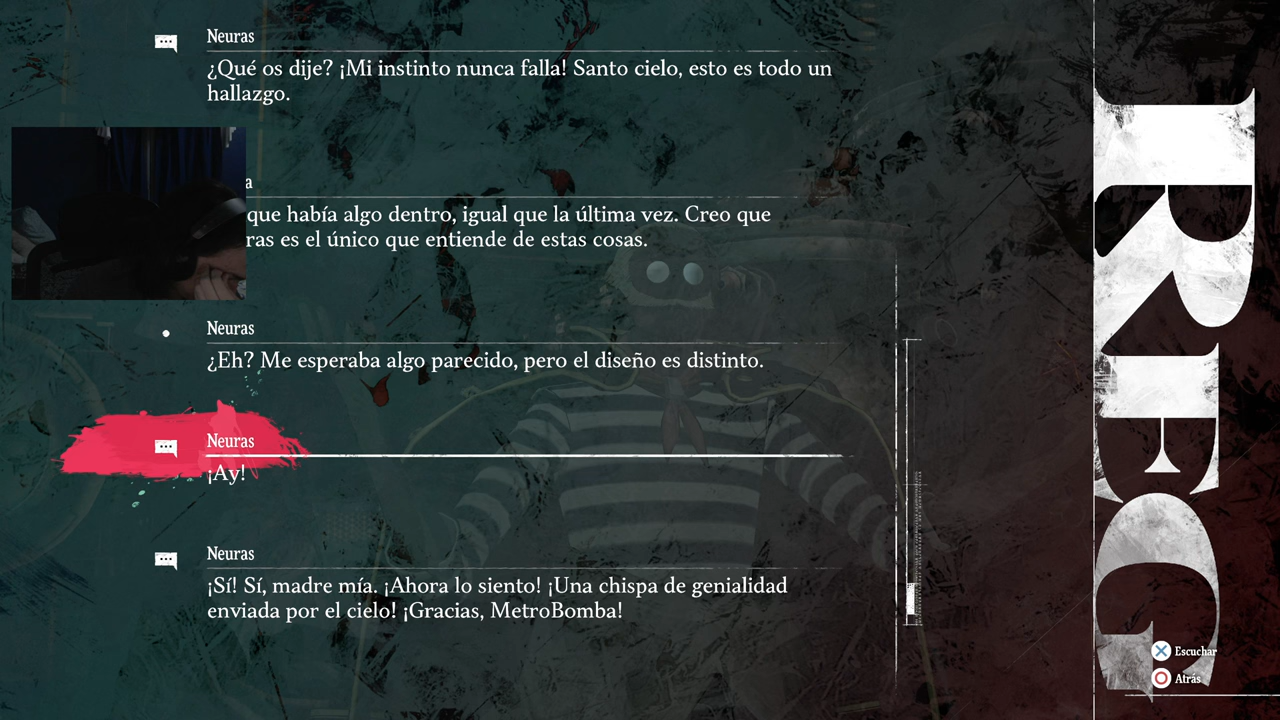 Neuras
¿Qué os dije? ¡Mi instinto nunca falla! Santo cielo, esto es todo un
hallazgo.
que había algo dentro, igual que la última vez. Creo que
es el único que entiende de estas cosas.
Neuras
¿Eh? Me esperaba algo parecido, pero el diseño es distinto.
Neuras
¡Ay!
Neuras
¡Sí! Sí, madre mía. ¡Ahora lo siento! ¡Una chispa de genialidad
enviada por el cielo! ¡Gracias, MetroBomba!
Escuchar
Atrás